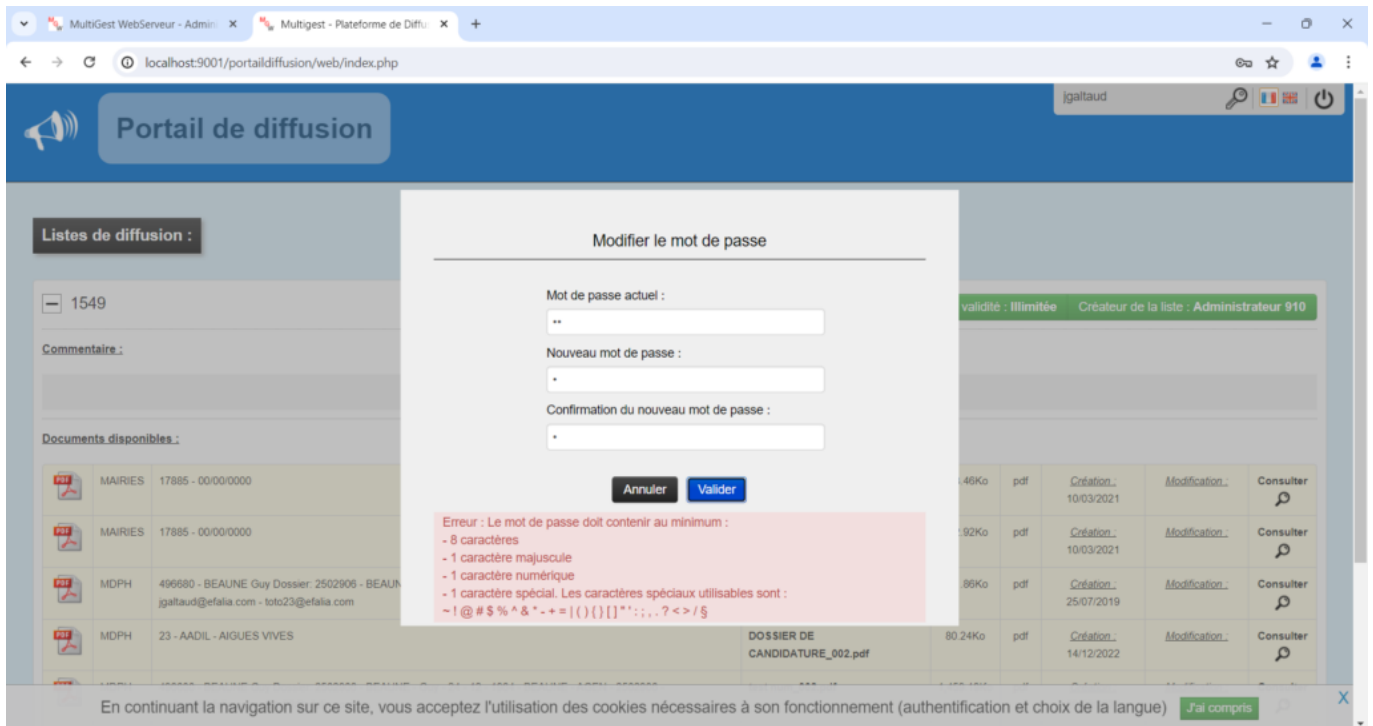 MultiGest WebServeur - Admini
Multigest - Plateforme de Diffu
localhost:9001/portaildiffusion/web/index.php
jgaltaud
Portail de diffusion
Listes de diffusion :
Modifier le mot de passe
1549
validité : Illimitée Créateur de la liste : Administrateur 910
Mot de passe actuel :
Commentaire :
Nouveau mot de passe :
Confirmation du nouveau mot de passe :
Documents disponibles :
Annuler Valider
MAIRIES 17885 - 00/00/0000 .46Ko pdf Création : Modification : Consulter
10/03/2021
Erreur : Le mot de passe doit contenir au minimum :
- 8 caractères
- 1 caractère majuscule
- 1 caractère numérique
- 1 caractère spécial. Les caractères spéciaux utilisables sont :
~ ! @ # $ % ^ & * - + = | ( ) { } [ ] " ' : ; , . ? < > / §
MAIRIES 17885 - 00/00/0000 .92Ko pdf Création : Modification : Consulter
10/03/2021
MDPH 496680 - BEAUNE Guy Dossier: 2502906 - BEAUN .86Ko pdf Création : Modification : Consulter
jgaltaud@efalia.com - toto23@efalia.com 25/07/2019
MDPH 23 - AADIL - AIGUES VIVES DOSSIER DE 80.24Ko pdf Création : Modification : Consulter
CANDIDATURE_002.pdf 14/12/2022
En continuant la navigation sur ce site, vous acceptez l'utilisation des cookies nécessaires à son fonctionnement (authentification et choix de la langue) J'ai compris X